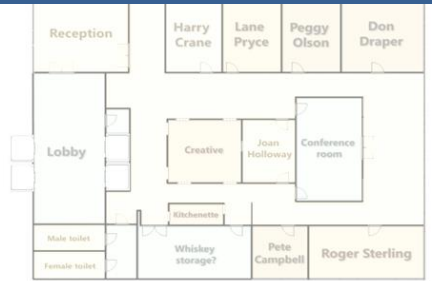 Reception
Harry
Crane
Lane
Pryce
Peggy
Olson
Don
Draper
Lobby
Creative
Joan
Holloway
Conference
room
Kitchenette
Male toilet
Female toilet
Whiskey
storage?
Pete
Campbell
Roger Sterling